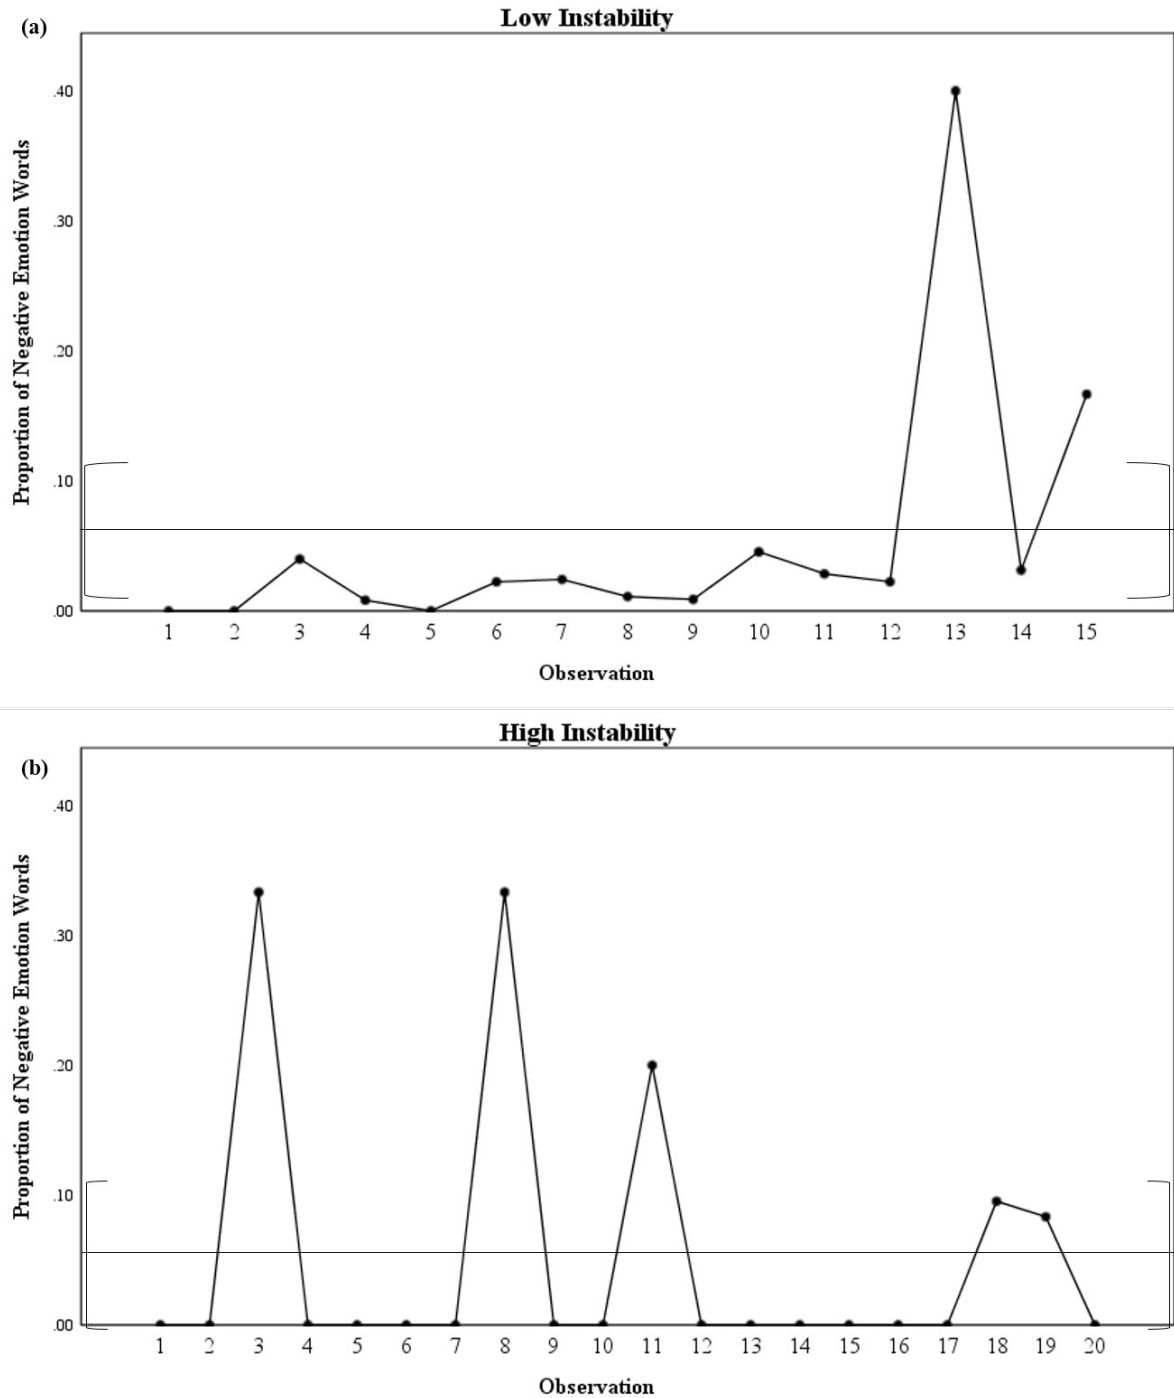 (a)
Low Instability
Proportion of Negative Emotion Words
.40
.30
.20
.10
.00
1 2 3 4 5 6 7 8 9 10 11 12 13 14 15
Observation
High Instability
(b)
Proportion of Negative Emotion Words
.40
.30
.20
.10
.00
1 2 3 4 5 6 7 8 9 10 11 12 13 14 15 16 17 18 19 20
Observation